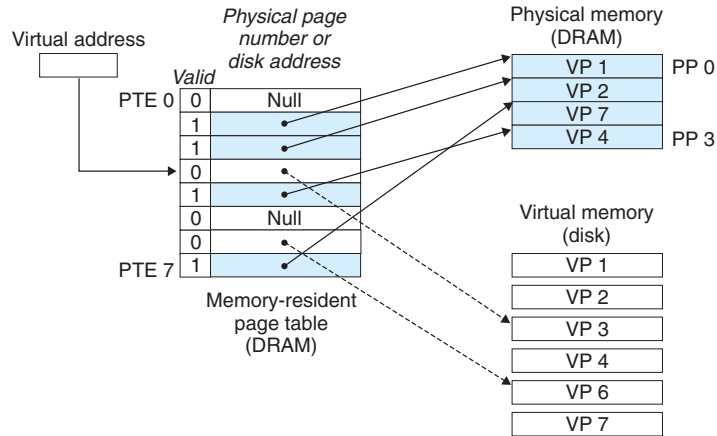 Virtual address
Physical page
number or
disk address
Valid
PTE 0
0
Null
1
1
0
1
0
Null
0
PTE 7
1
Memory-resident
page table
(DRAM)
Physical memory
(DRAM)
VP 1
PP 0
VP 2
VP 7
VP 4
PP 3
Virtual memory
(disk)
VP 1
VP 2
VP 3
VP 4
VP 6
VP 7